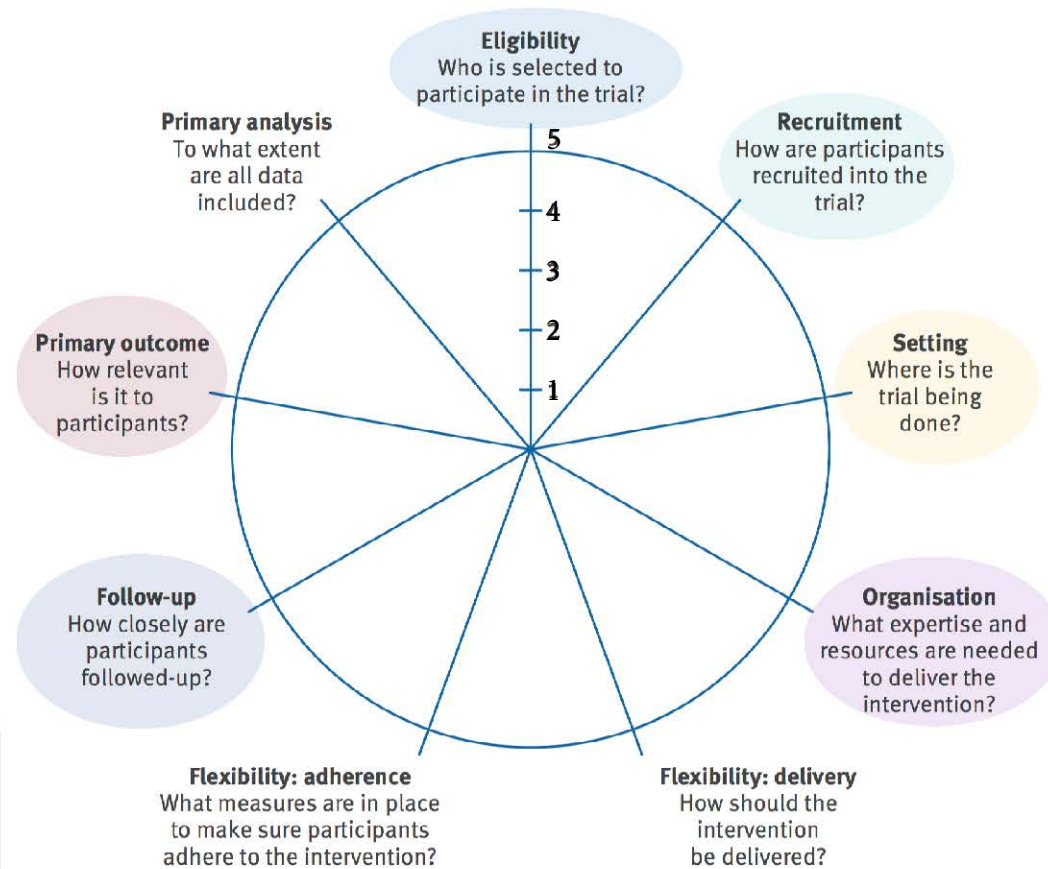 Eligibility
Who is selected to
participate in the trial?
Primary analysis
To what extent
are all data
included?
Recruitment
How are participants
recruited into the
trial?
5
4
3
2
1
Primary outcome
How relevant
is it to
participants?
Setting
Where is the
trial being
done?
Follow-up
How closely are
participants
followed-up?
Organisation
What expertise and
resources are needed
to deliver the
intervention?
Flexibility: adherence
What measures are in place
to make sure participants
adhere to the intervention?
Flexibility: delivery
How should the
intervention
be delivered?